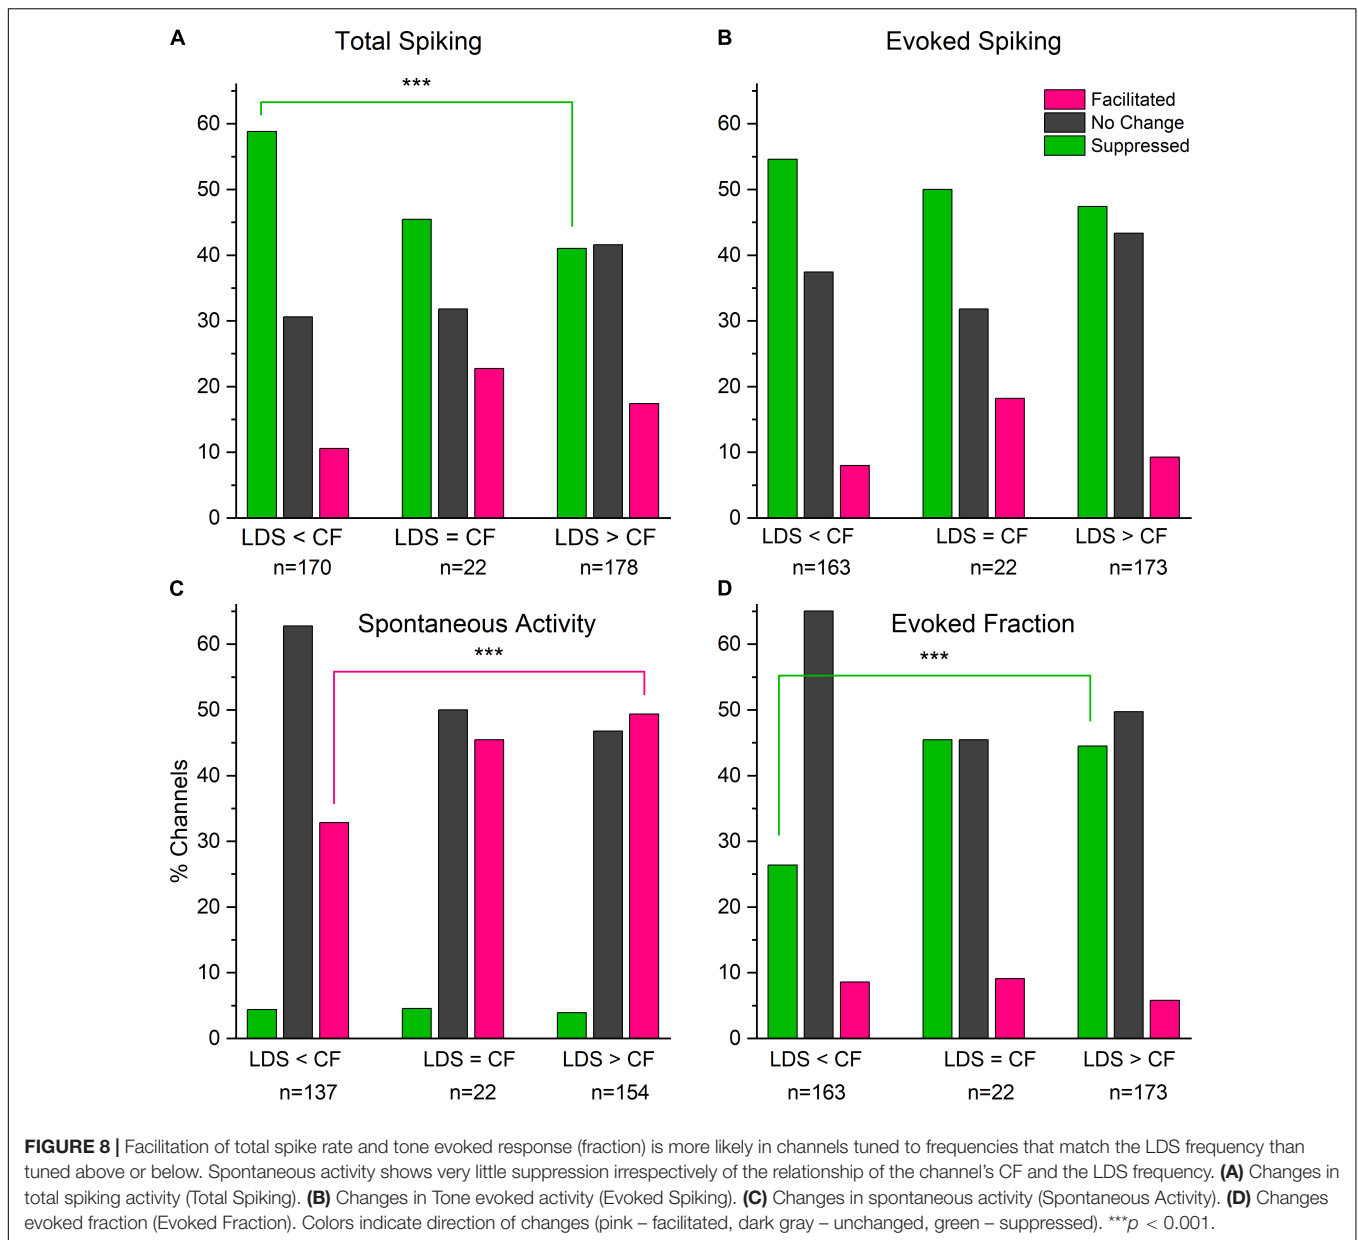 A
Total Spiking
***
60
50
40
30
20
10
0
LDS < CF
LDS = CF
LDS > CF
n=170
n=22
n=178
B
Evoked Spiking
Facilitated
No Change
Suppressed
60
50
40
30
20
10
0
LDS < CF
LDS = CF
LDS > CF
n=163
n=22
n=173
C
Spontaneous Activity
***
% Channels
60
50
40
30
20
10
0
LDS < CF
LDS = CF
LDS > CF
n=137
n=22
n=154
D
Evoked Fraction
***
60
50
40
30
20
10
0
LDS < CF
LDS = CF
LDS > CF
n=163
n=22
n=173
FIGURE 8 | Facilitation of total spike rate and tone evoked response (fraction) is more likely in channels tuned to frequencies that match the LDS frequency than
tuned above or below. Spontaneous activity shows very little suppression irrespectively of the relationship of the channel's CF and the LDS frequency. (A) Changes in
total spiking activity (Total Spiking). (B) Changes in Tone evoked activity (Evoked Spiking). (C) Changes in spontaneous activity (Spontaneous Activity). (D) Changes
evoked fraction (Evoked Fraction). Colors indicate direction of changes (pink – facilitated, dark gray – unchanged, green – suppressed). ***p < 0.001.